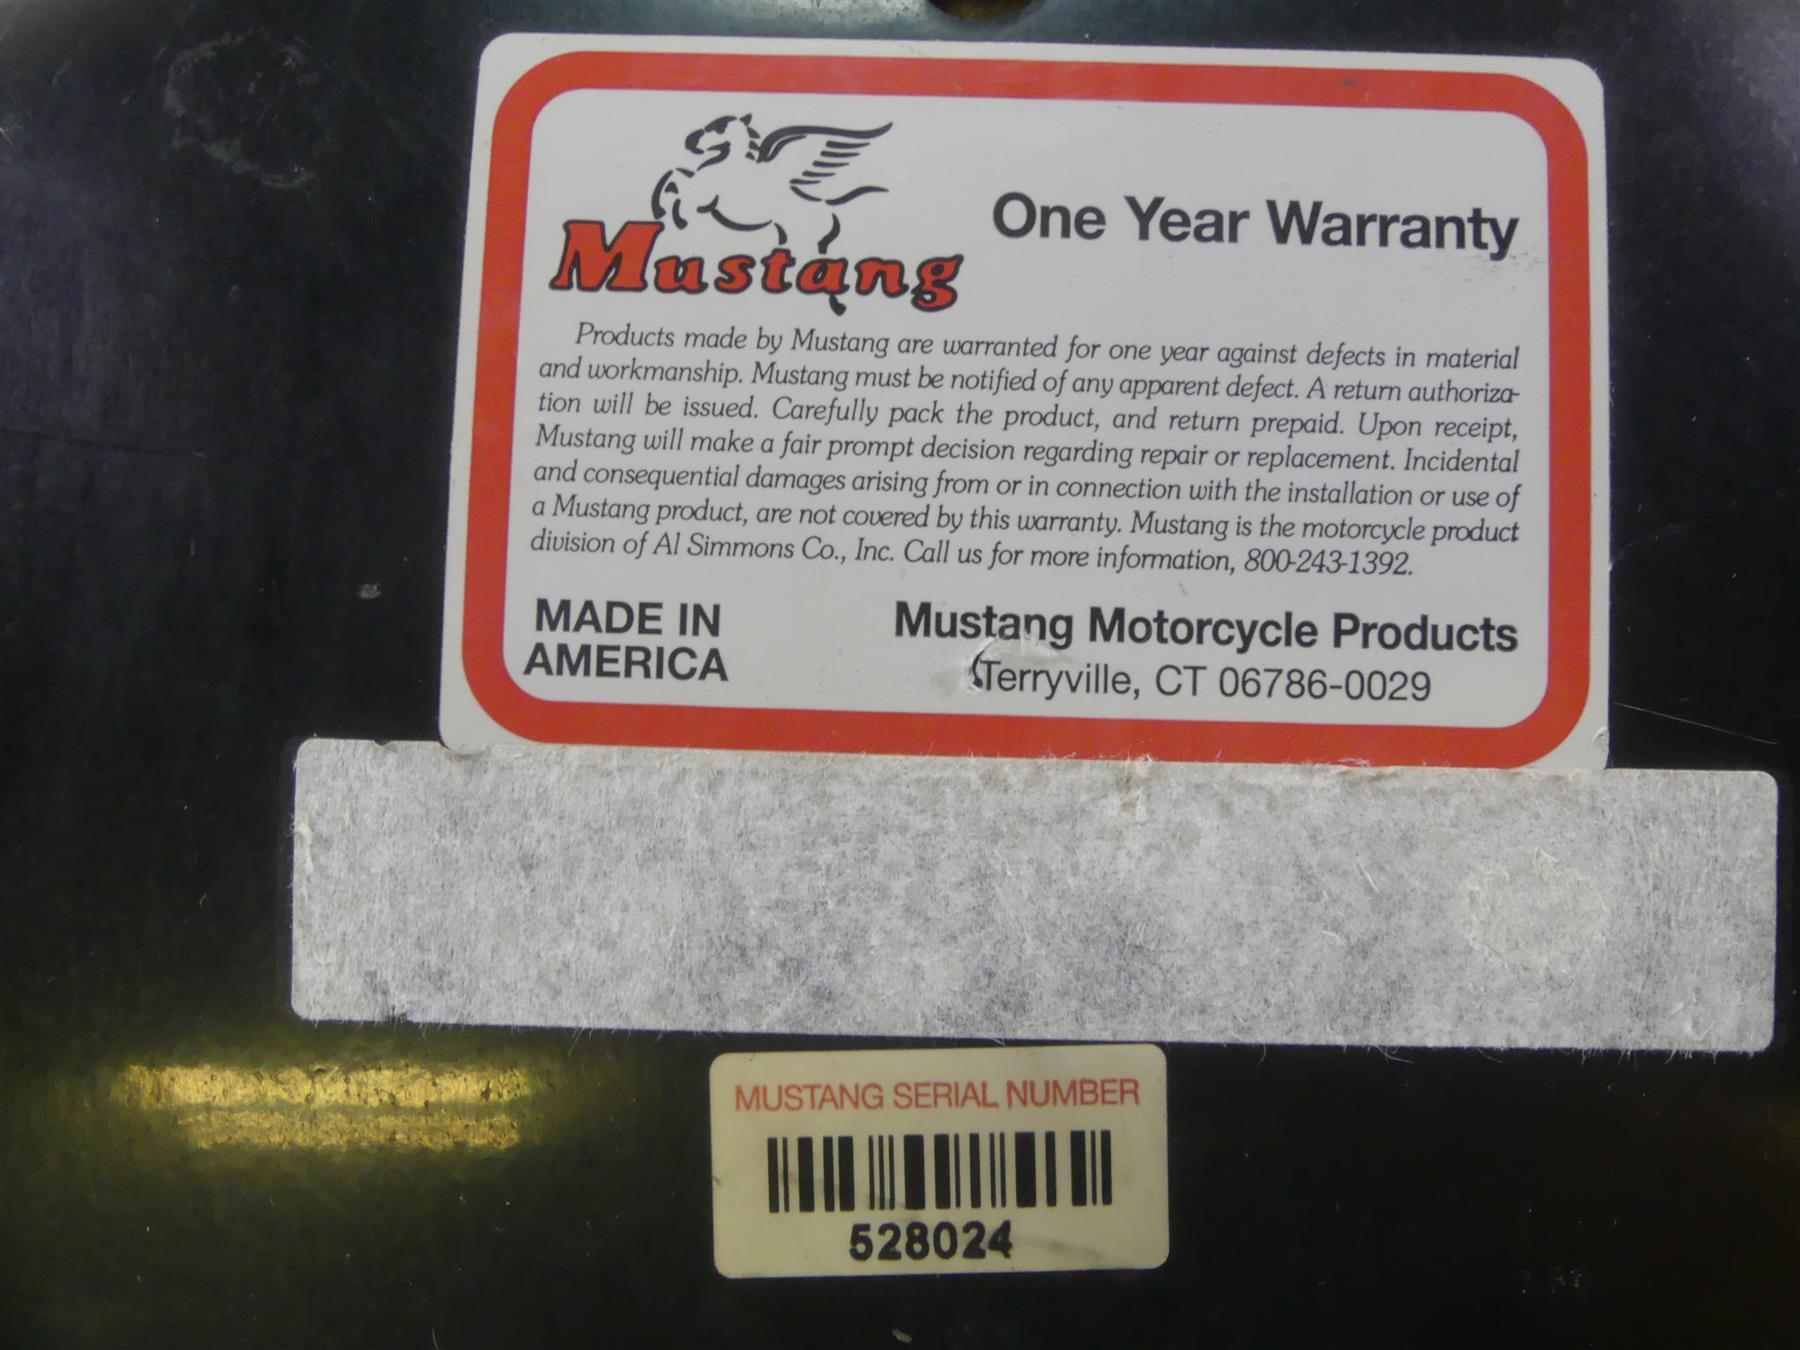 Mustang
One Year Warranty
Products made by Mustang are warranted for one year against defects in material
and workmanship. Mustang must be notified of any apparent defect. A return authoriza-
tion will be issued. Carefully pack the product, and return prepaid. Upon receipt,
Mustang will make a fair prompt decision regarding repair or replacement. Incidental
and consequential damages arising from or in connection with the installation or use of
a Mustang product, are not covered by this warranty. Mustang is the motorcycle product
division of Al Simmons Co., Inc. Call us for more information, 800-243-1392.
MADE IN
AMERICA
Mustang Motorcycle Products
Terryville, CT 06786-0029
MUSTANG SERIAL NUMBER
528024